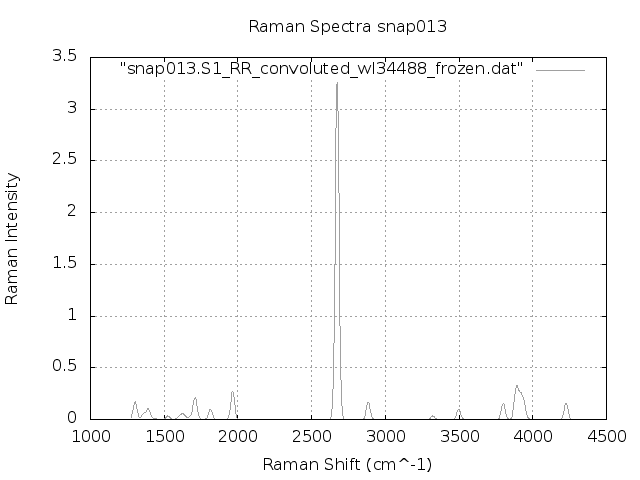 Raman Spectra snap013
"snap013.S1_RR_convoluted_wl34488_frozen.dat"
3.5
3
2.5
2
1.5
1
0.5
0
Raman Intensity
1000 1500 2000 2500 3000 3500 4000 4500
Raman Shift (cm^-1)